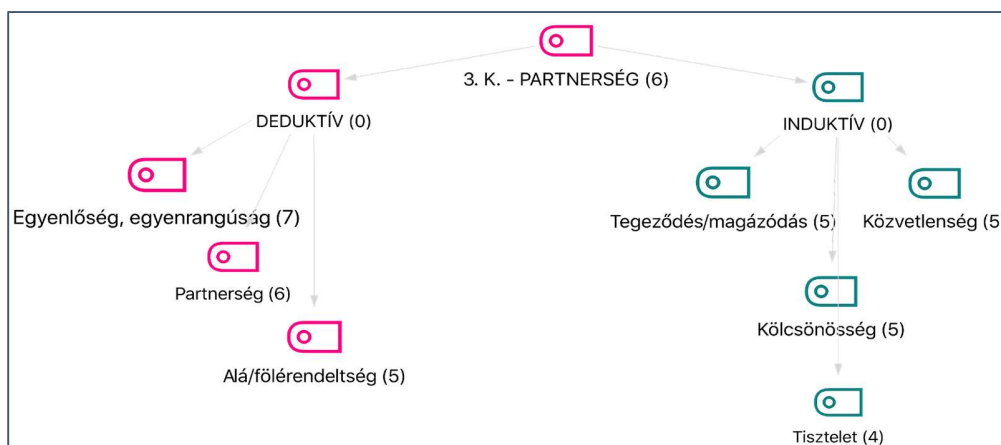 3. K. - PARTNERSÉG (6)
DEDUKTÍV (0)
INDUKTÍV (0)
Egyenlőség, egyenrangúság (7)
Tegeződés/magázódás (5)
Közvetlenség (5
Partnerség (6)
Kölcsönösség (5)
Alá/fölérendeltség (5)
Tisztelet (4)